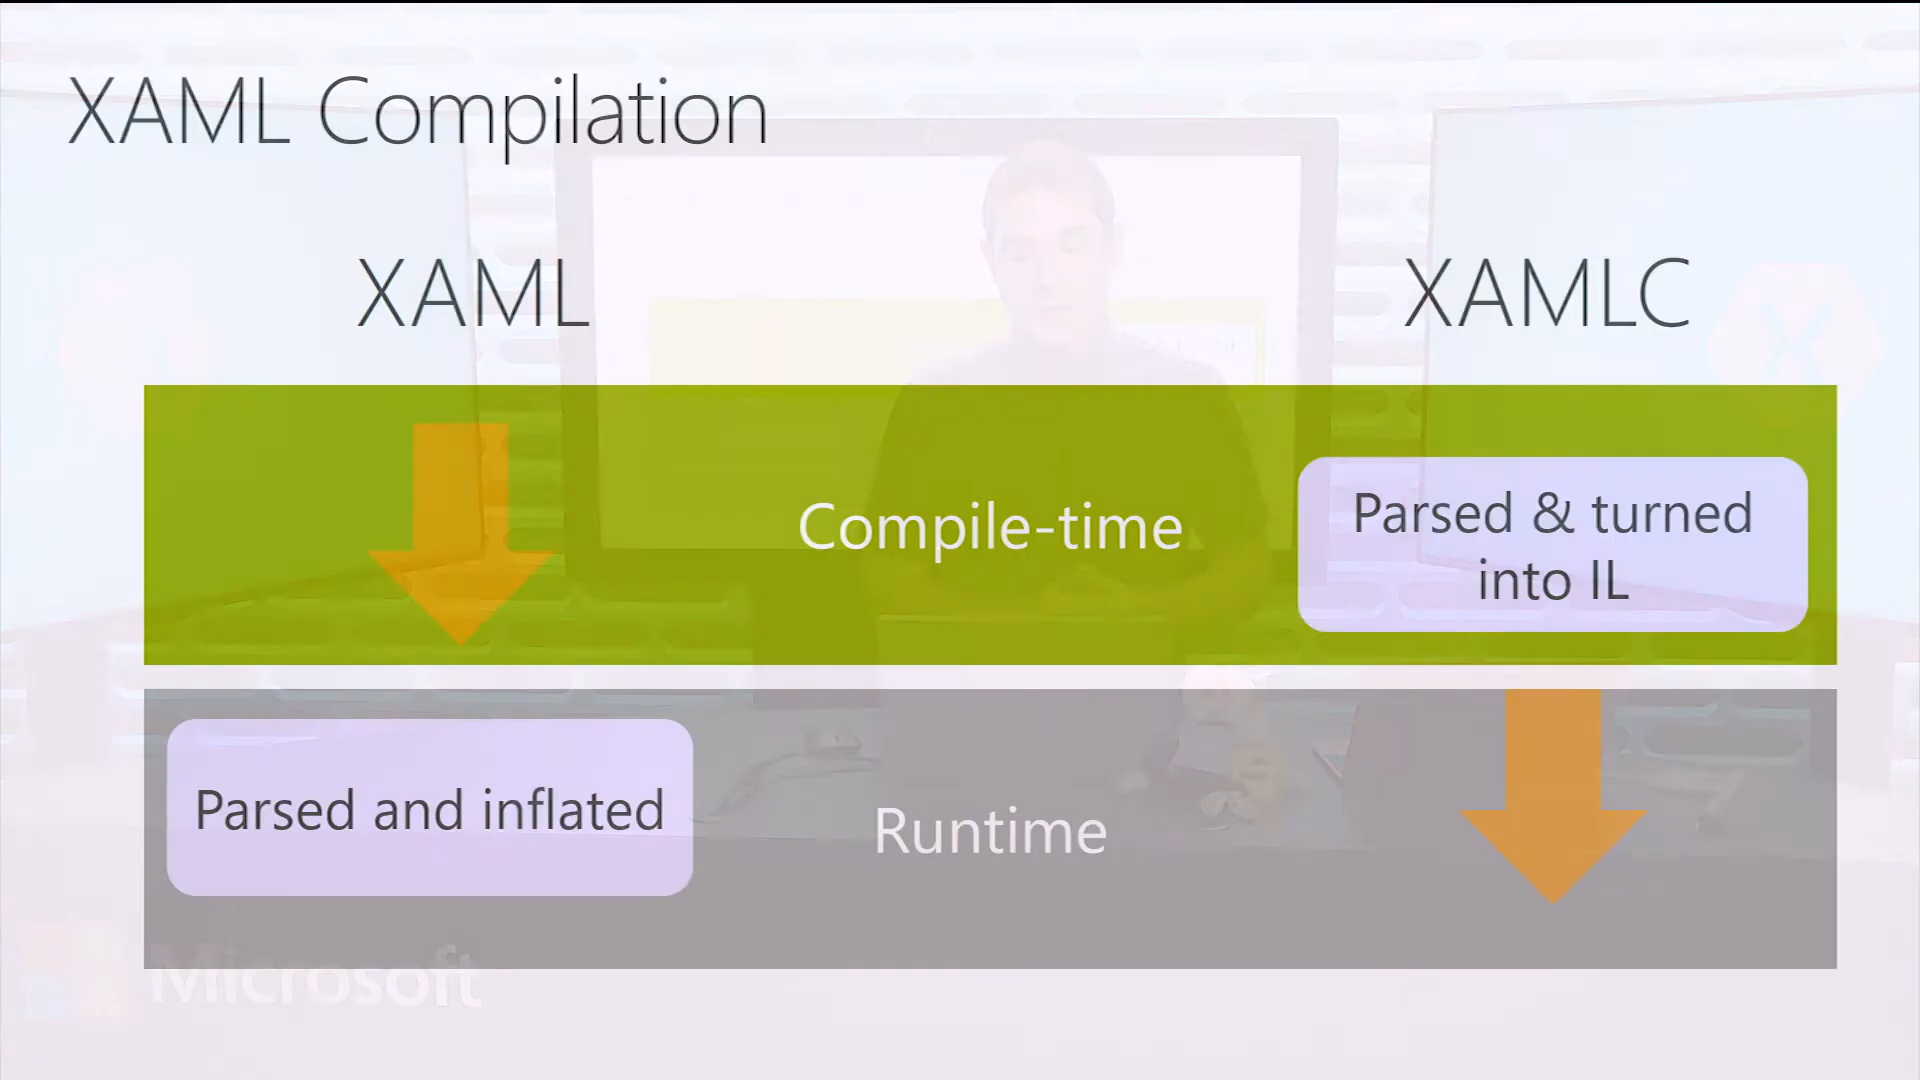 XAML Compilation
XAML
XAMLC
Compile-time
Parsed & turned
into IL
Parsed and inflated
Runtime
Microsoft